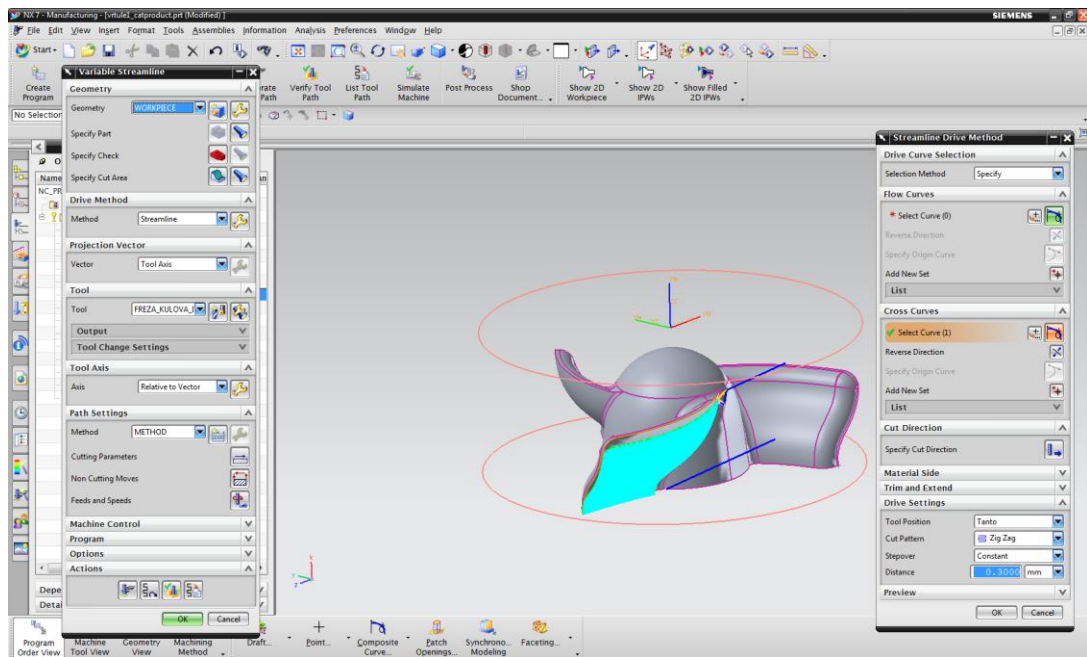 NX 7 - Manufacturing - [vrtule1_catproduct.prt (Modified) ]
SIEMENS
File Edit View Insert Format Tools Assemblies Information Analysis Preferences Window Help
Start
Create Program
Path
Verify Tool Path
List Tool Path
Simulate Machine
Post Process
Shop Document...
Show 2D Workpiece
Show 2D IPWs
Show Filled 2D IPWs
No Selection
Name
NC_PR
Variable Streamline
Geometry
Geometry WORKPIECE
Specify Part
Specify Check
Specify Cut Area
Drive Method
Method Streamline
Projection Vector
Vector Tool Axis
Tool
Tool FREZA_KULOVA_
Output
Tool Change Settings
Tool Axis
Axis Relative to Vector
Path Settings
Method METHOD
Cutting Parameters
Non Cutting Moves
Feeds and Speeds
Machine Control
Program
Options
Actions
OK Cancel
Depe
Detai
Streamline Drive Method
Drive Curve Selection
Selection Method Specify
Flow Curves
* Select Curve (0)
Reverse Direction
Specify Origin Curve
Add New Set
List
Cross Curves
Select Curve (1)
Reverse Direction
Specify Origin Curve
Add New Set
List
Cut Direction
Specify Cut Direction
Material Side
Trim and Extend
Drive Settings
Tool Position Tanto
Cut Pattern Zig Zag
Stepover Constant
Distance 0.3000 mm
Preview
OK Cancel
Program Order View
Machine Tool View
Geometry View
Machining Method
Draft...
Point...
Composite Curve...
Patch Openings...
Synchrono... Modeling
Faceting...